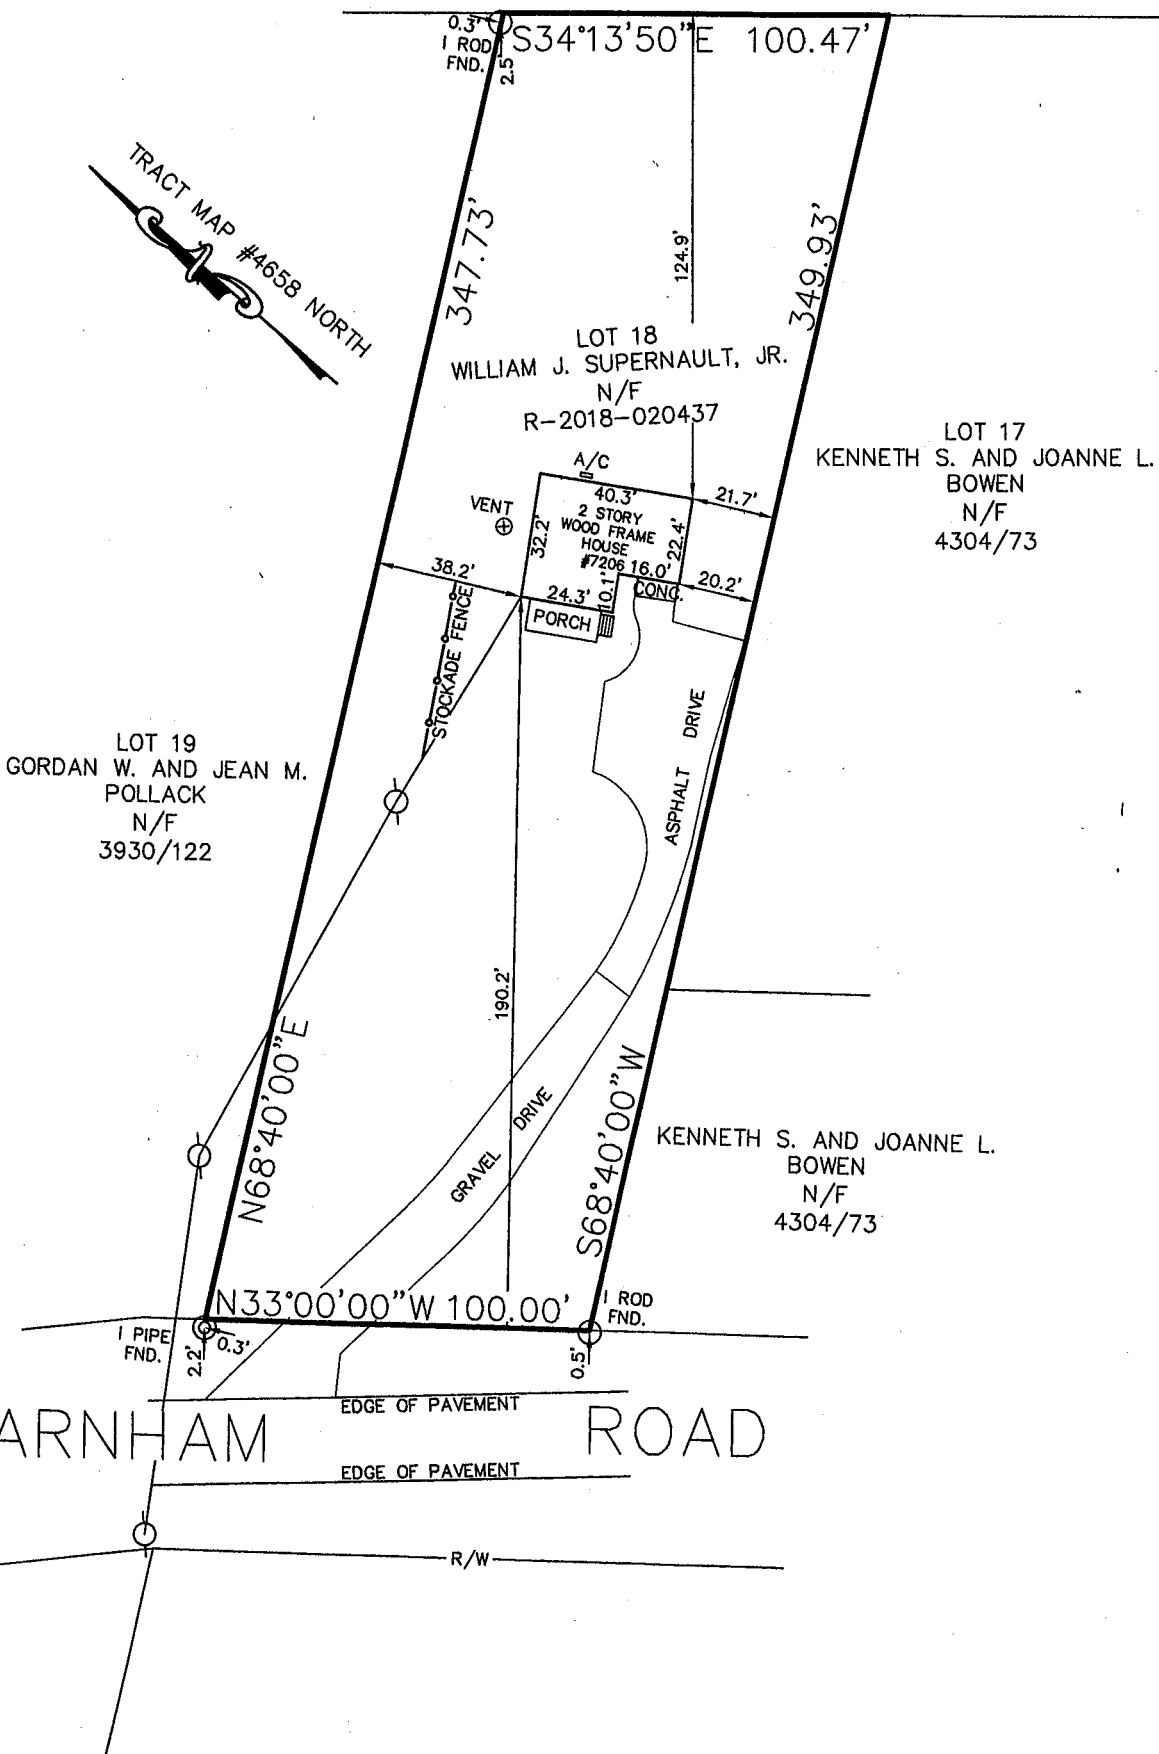 0.3'
I ROD
FND.
2.5'
S34°13'50"E 100.47'
TRACT MAP #4658 NORTH
347.73'
124.9'
349.93'
LOT 18
WILLIAM J. SUPERNAULT, JR.
N/F
R-2018-020437
LOT 17
KENNETH S. AND JOANNE L.
BOWEN
N/F
4304/73
A/C
VENT
40.3'
21.7'
2 STORY
WOOD FRAME
HOUSE
#7206
32.2'
22.4'
38.2'
16.0'
20.2'
24.3'
10.1'
CONC.
PORCH
STOCKADE FENCE
LOT 19
GORDAN W. AND JEAN M.
POLLACK
N/F
3930/122
ASPHALT DRIVE
190.2'
N68°40'00"E
GRAVEL DRIVE
S68°40'00"W
KENNETH S. AND JOANNE L.
BOWEN
N/F
4304/73
N33°00'00"W 100.00'
I ROD
FND.
I PIPE
FND.
2.2'
0.3'
0.5'
EDGE OF PAVEMENT
ARNHAM ROAD
EDGE OF PAVEMENT
R/W